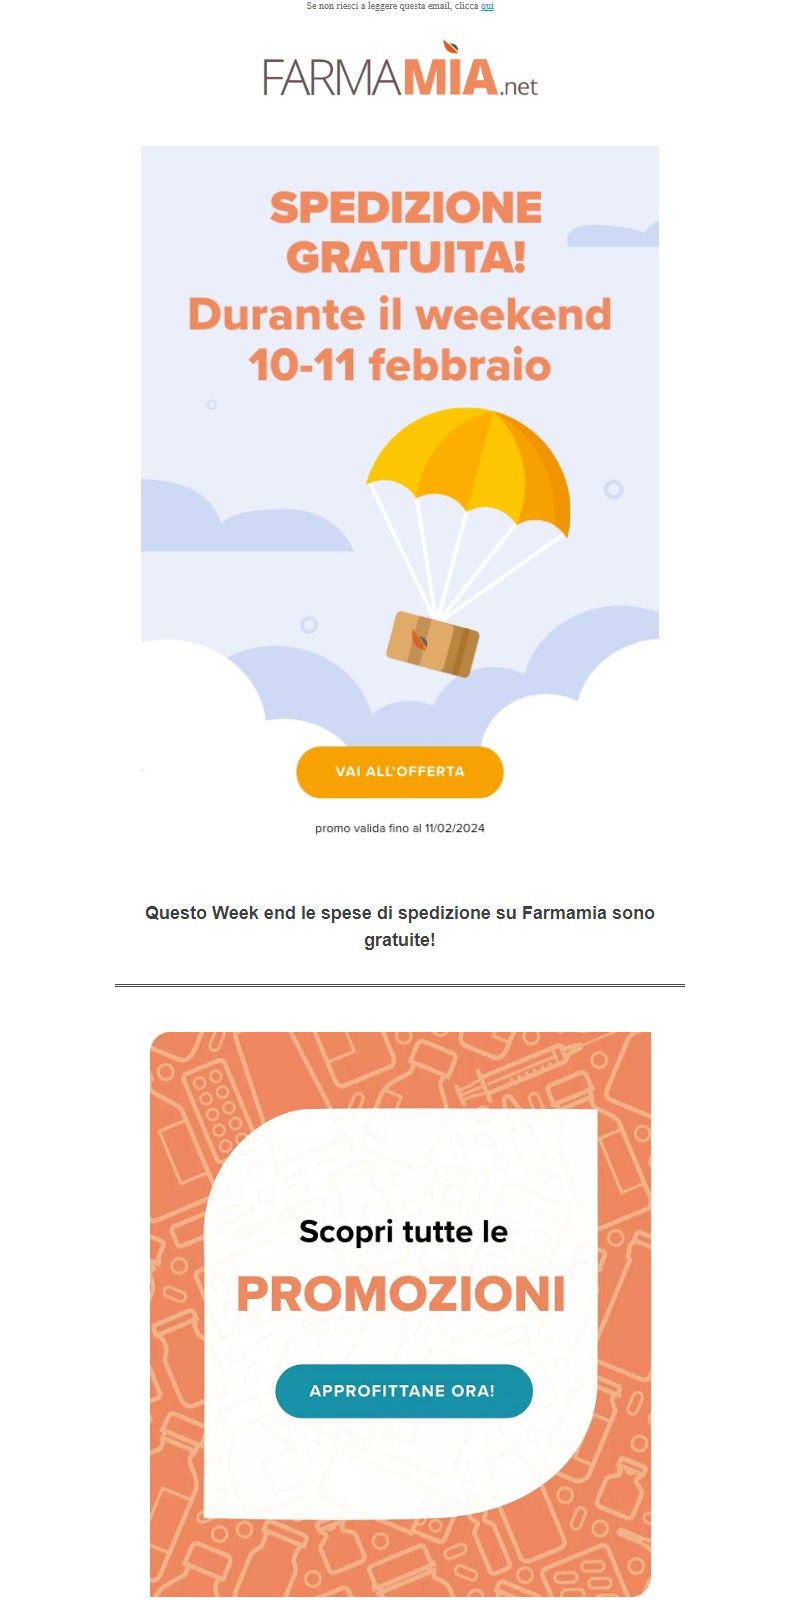 Se non riesci a leggere questa email, clicca qui
FARMAMIA.net
SPEDIZIONE
GRATUITA!
Durante il weekend
10-11 febbraio
VAI ALL'OFFERTA
promo valida fino al 11/02/2024
Questo Week end le spese di spedizione su Farmamia sono
gratuite!
Scopri tutte le
PROMOZIONI
APPROFITTANE ORA!